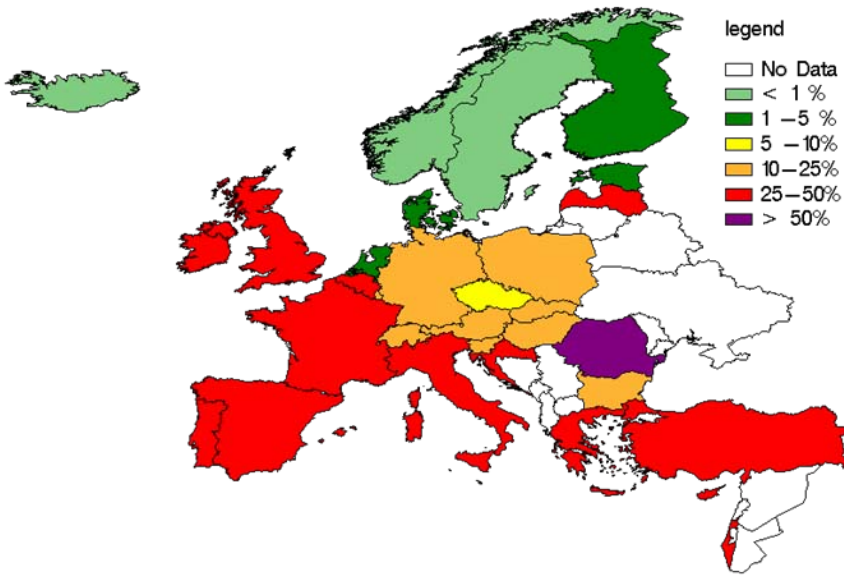 legend
No Data
< 1 %
1 –5 %
5 –10%
10–25%
25–50%
> 50%